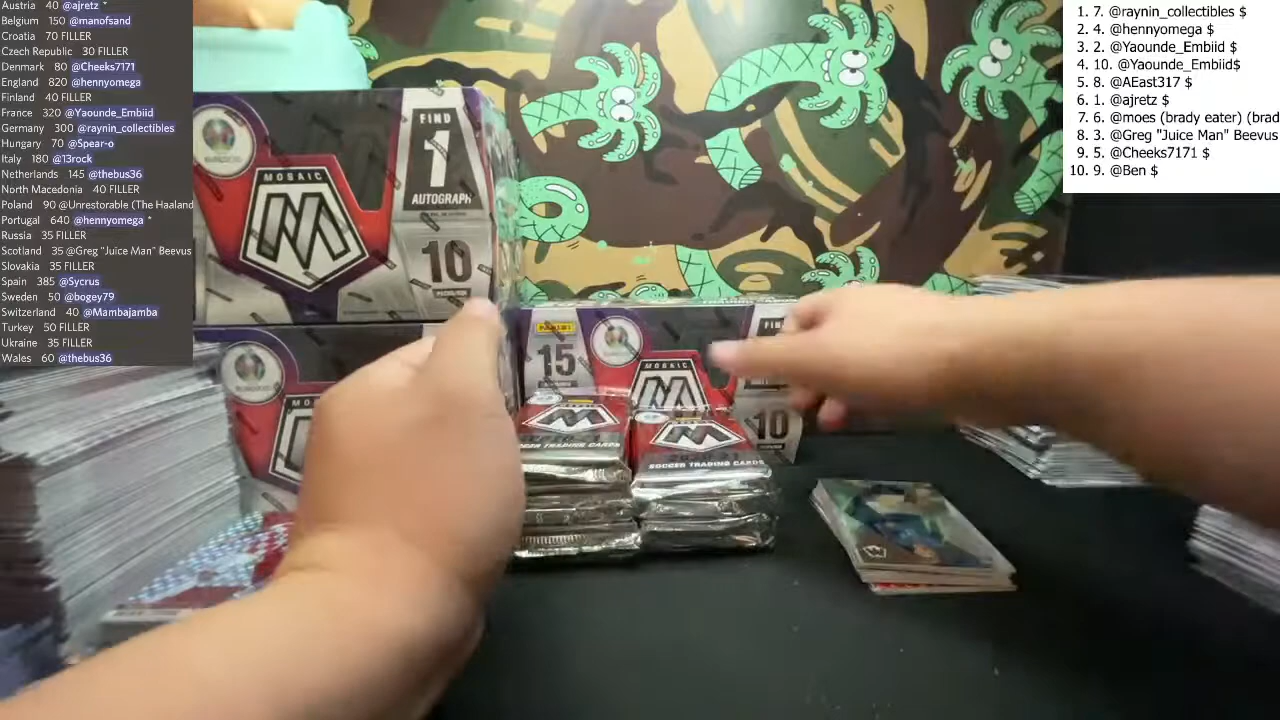 Austria 40 @ajretz *
Belgium 150 @manofsand
Croatia 70 FILLER
Czech Republic 30 FILLER
Denmark 80 @Cheeks7171
England 820 @hennyomega
Finland 40 FILLER
France 320 @Yaounde_Embiid
Germany 300 @raynin_collectibles
Hungary 70 @Spear-o
Italy 180 @13rock
Netherlands 145 @thebus36
North Macedonia 40 FILLER
Poland 90 @Unrestorable (The Haaland
Portugal 640 @hennyomega *
Russia 35 FILLER
Scotland 35 @Greg "Juice Man" Beevus
Slovakia 35 FILLER
Spain 385 @Sycrus
Sweden 50 @bogey79
Switzerland 40 @Mambajamba
Turkey 50 FILLER
Ukraine 35 FILLER
Wales 60 @thebus36
1. 7. @raynin_collectibles $
2. 4. @hennyomega $
3. 2. @Yaounde_Embiid $
4. 10. @Yaounde_Embiid$
5. 8. @AEast317 $
6. 1. @ajretz $
7. 6. @moes (brady eater) (brad
8. 3. @Greg "Juice Man" Beevus
9. 5. @Cheeks7171 $
10. 9. @Ben $
FIND
1
AUTOGRAPH
10
MOSAIC
PANINI
15
MOSAIC
10
SOCCER TRADING CARDS